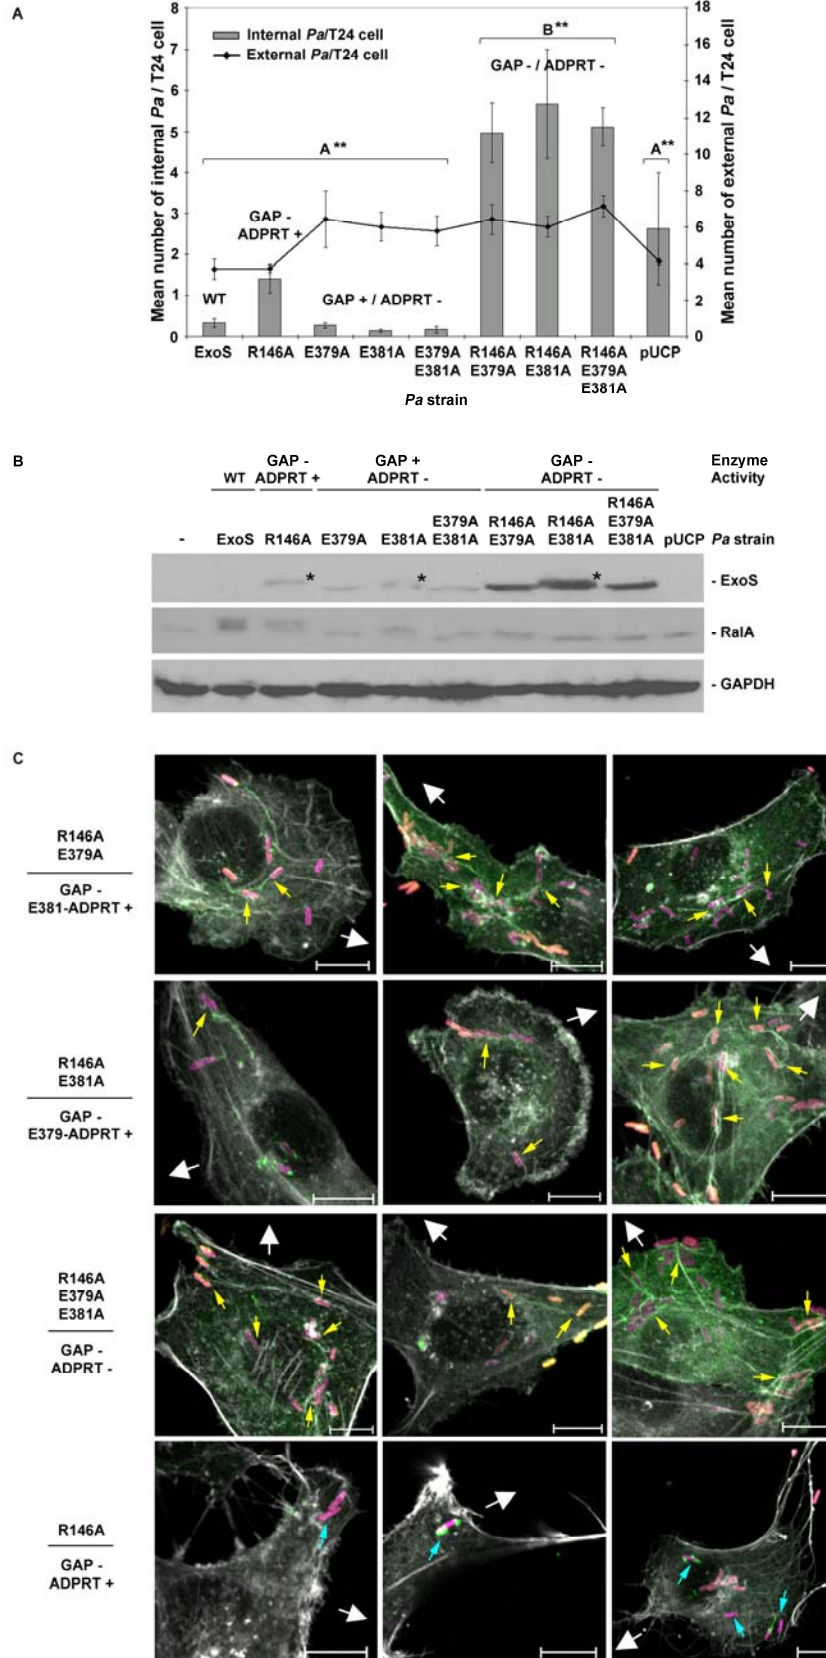 A
Mean number of internal Pa / T24 cell
8
7
6
5
4
3
2
1
0
Internal Pa/T24 cell
External Pa/T24 cell
B**
GAP - / ADPRT -
A**
A**
GAP -
ADPRT +
WT
GAP + / ADPRT -
18
16
14
12
10
8
6
4
2
0
Mean number of external Pa / T24 cell
ExoS R146A E379A E381A E379A R146A R146A R146A pUCP
E381A E379A E381A E379A
E381A
Pa strain
B
WT GAP - GAP + GAP - Enzyme
ADPRT + ADPRT - ADPRT - Activity
R146A
E379A R146A R146A E379A
- ExoS R146A E379A E381A E381A E379A E381A E381A pUCP Pa strain
* * *
- ExoS
- RalA
- GAPDH
C
R146A
E379A
GAP -
E381-ADPRT +
R146A
E381A
GAP -
E379-ADPRT +
R146A
E379A
E381A
GAP -
ADPRT -
R146A
GAP -
ADPRT +